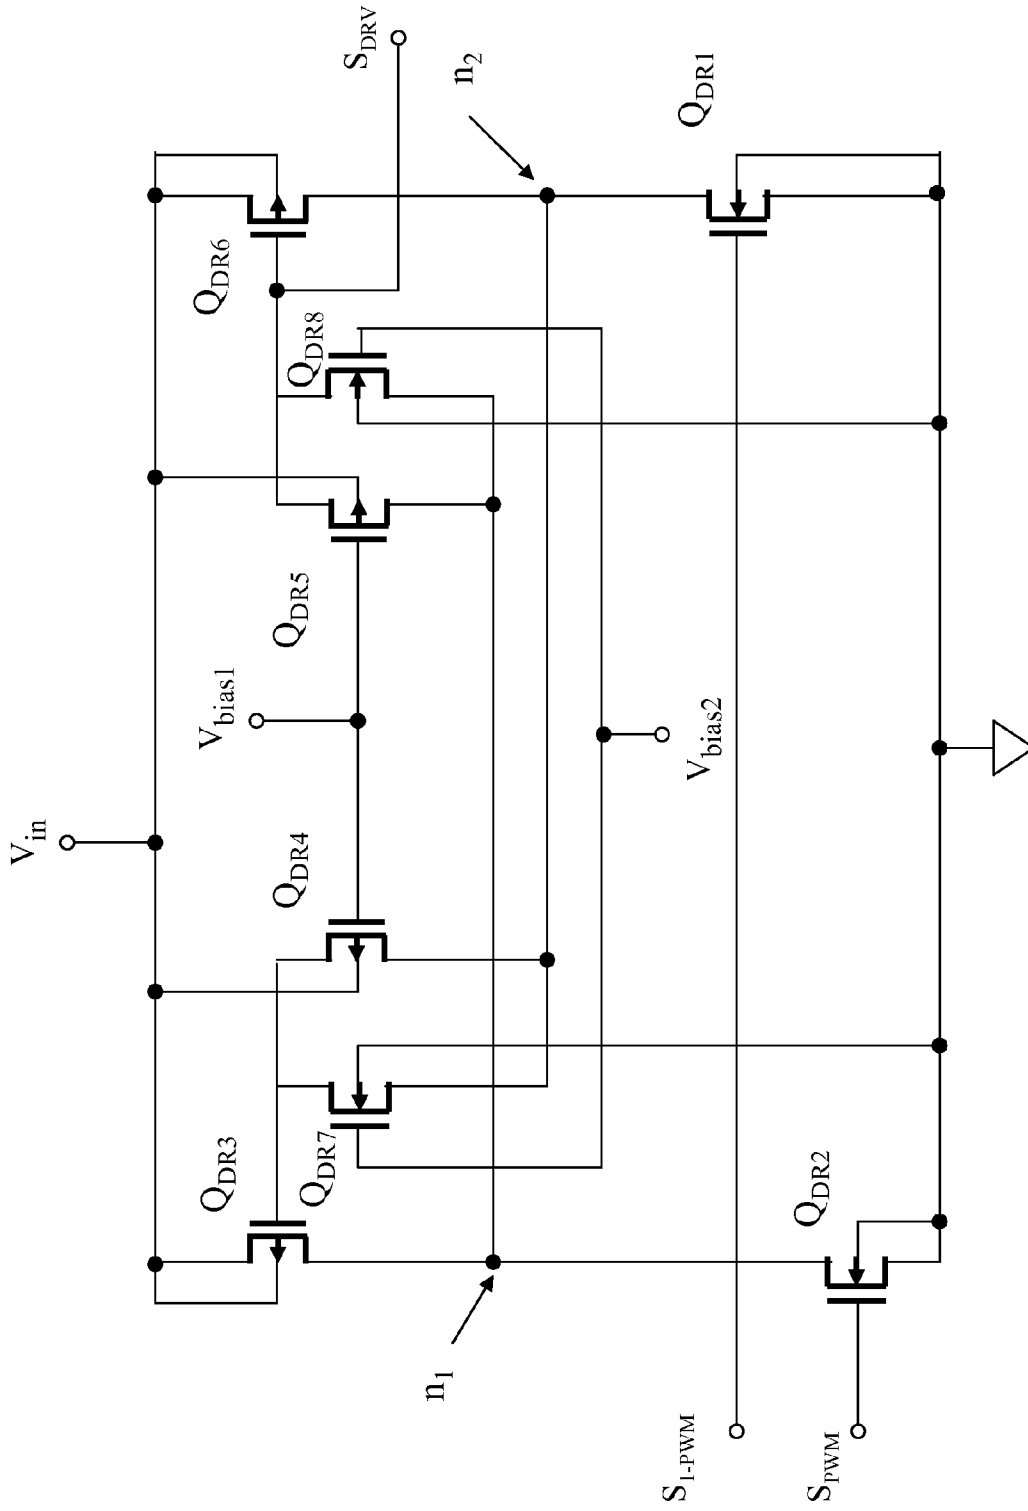 V_in
S_DRV
n_2
Q_DR1
Q_DR6
Q_DR8
Q_DR5
V_bias1
V_bias2
Q_DR4
Q_DR3
Q_DR7
Q_DR2
n_1
S_1-PWM
S_PWM